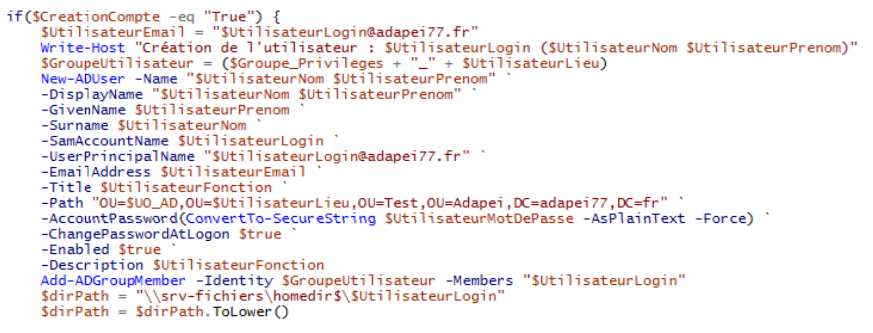 if($CreationCompte -eq "True") {
$UtilisateurEmail = "$UtilisateurLogin@adapei77.fr"
Write-Host "Création de l'utilisateur : $UtilisateurLogin ($UtilisateurNom $UtilisateurPrenom)"
$GroupeUtilisateur = ($Groupe_Privileges + "_" + $UtilisateurLieu)
New-ADUser -Name "$UtilisateurNom $UtilisateurPrenom" `
-DisplayName "$UtilisateurNom $UtilisateurPrenom" `
-GivenName $UtilisateurPrenom `
-Surname $UtilisateurNom `
-SamAccountName $UtilisateurLogin `
-UserPrincipalName "$UtilisateurLogin@adapei77.fr" `
-EmailAddress $UtilisateurEmail `
-Title $UtilisateurFonction `
-Path "OU=$UO_AD,OU=$UtilisateurLieu,OU=Test,OU=Adapei,DC=adapei77,DC=fr" `
-AccountPassword(ConvertTo-SecureString $UtilisateurMotDePasse -AsPlainText -Force) `
-ChangePasswordAtLogon $true `
-Enabled $true `
-Description $UtilisateurFonction
Add-ADGroupMember -Identity $GroupeUtilisateur -Members "$UtilisateurLogin"
$dirPath = "\\srv-fichiers\homedir$\$UtilisateurLogin"
$dirPath = $dirPath.ToLower()